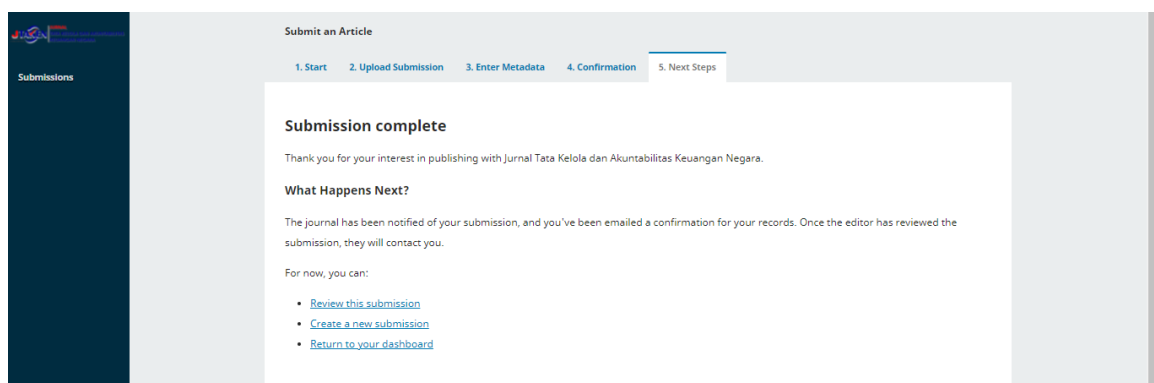 Submit an Article
1. Start 2. Upload Submission 3. Enter Metadata 4. Confirmation 5. Next Steps
Submissions
Submission complete
Thank you for your interest in publishing with Jurnal Tata Kelola dan Akuntabilitas Keuangan Negara.
What Happens Next?
The journal has been notified of your submission, and you've been emailed a confirmation for your records. Once the editor has reviewed the
submission, they will contact you.
For now, you can:
• Review this submission
• Create a new submission
• Return to your dashboard